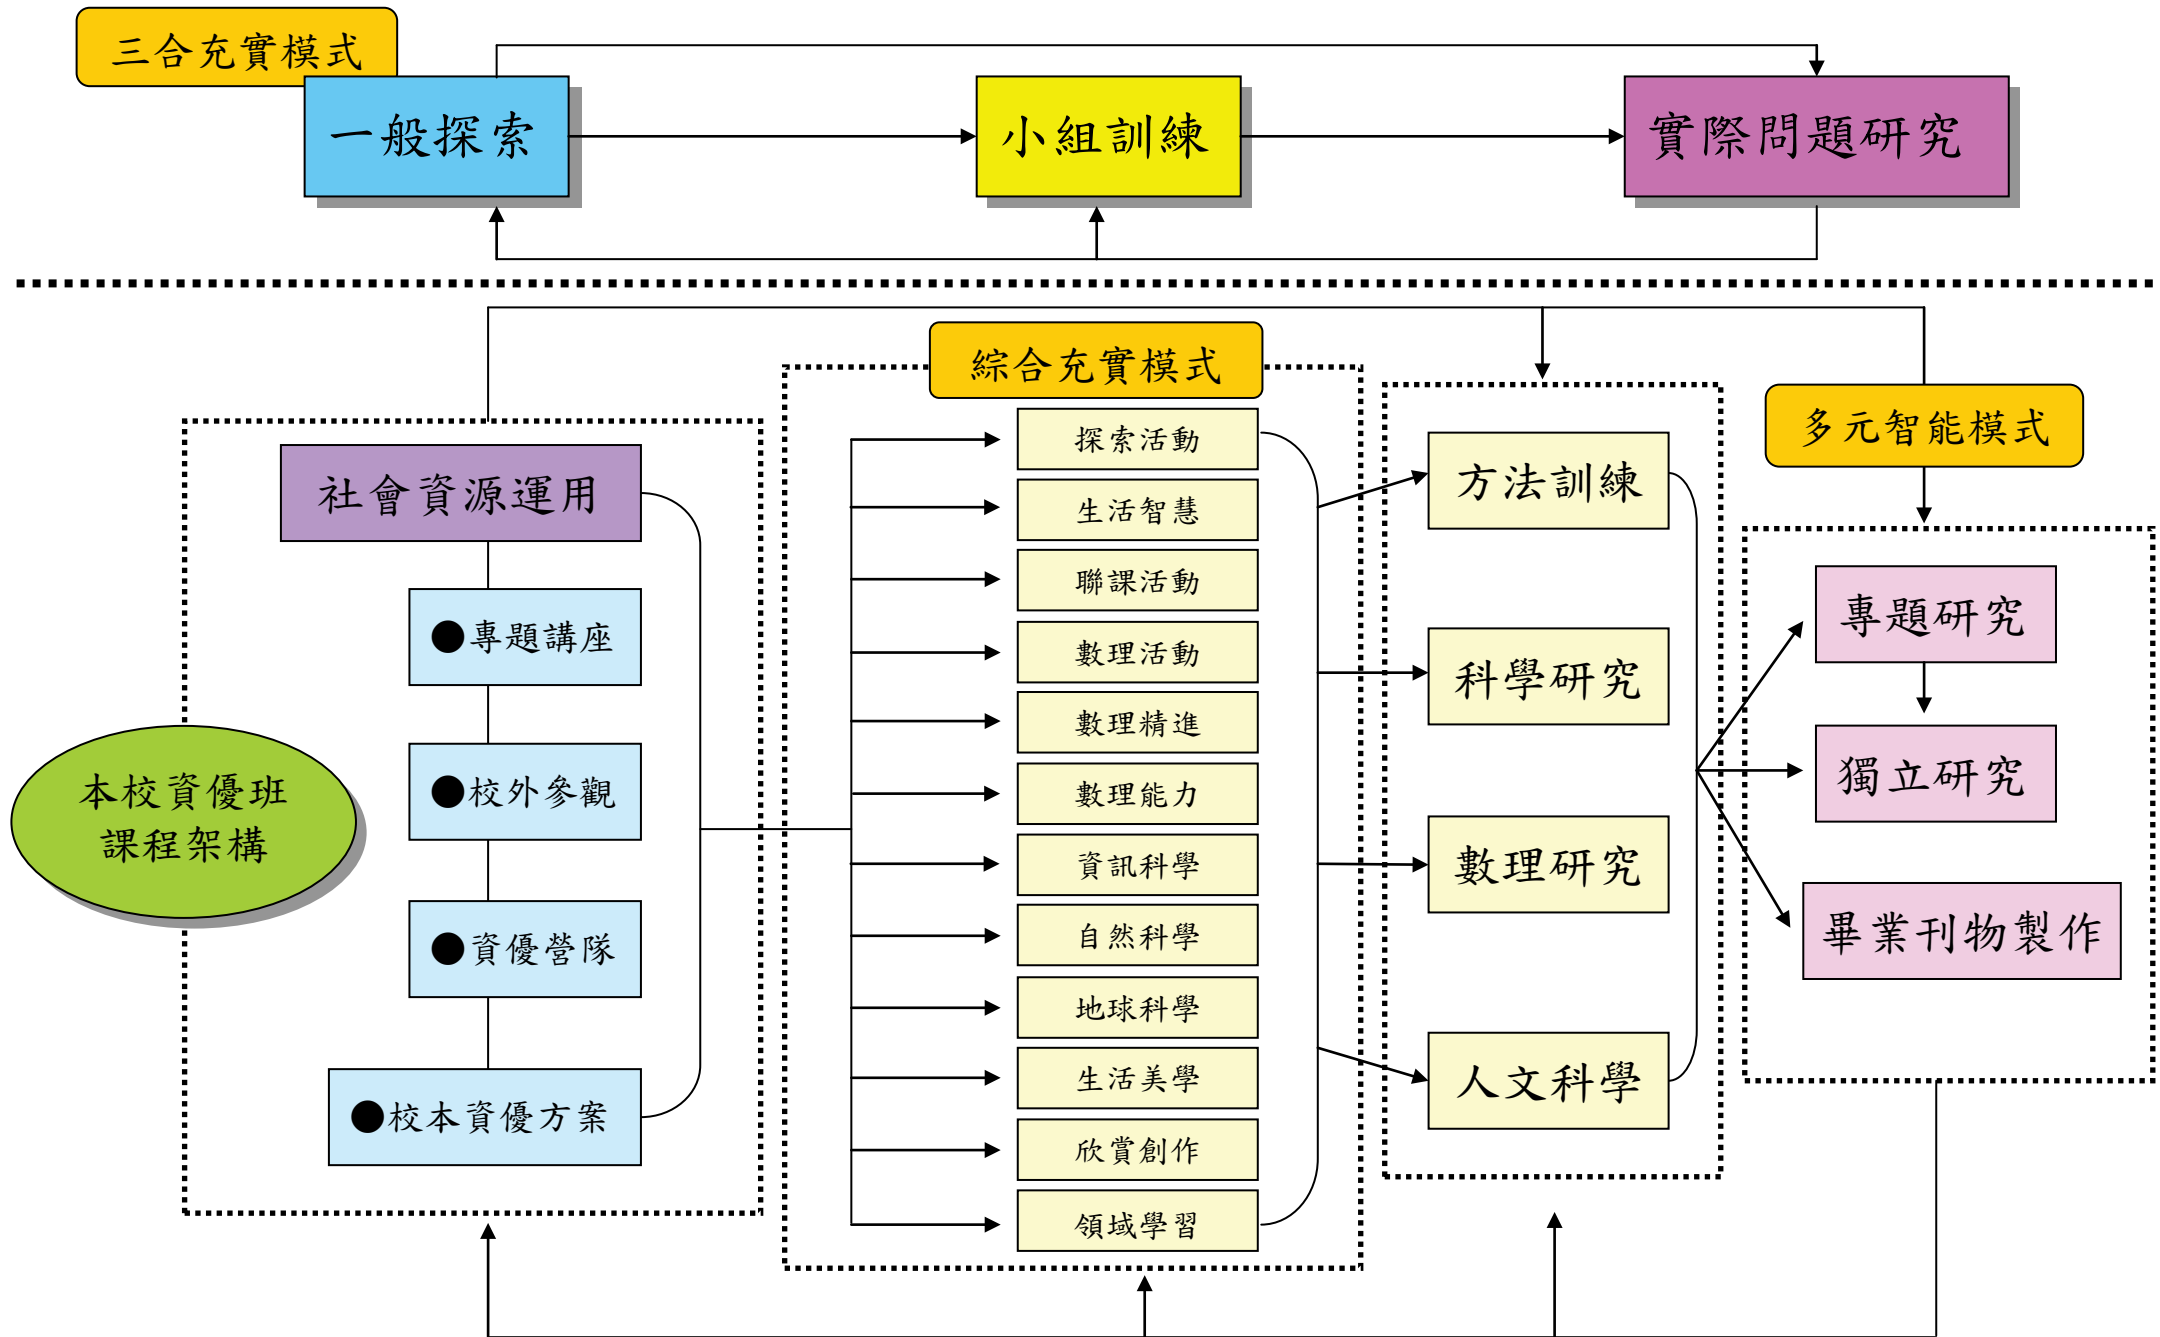 三合充實模式
一般探索
小組訓練
實際問題研究
綜合充實模式
多元智能模式
本校資優班
課程架構
社會資源運用
●專題講座
●校外參觀
●資優營隊
●校本資優方案
探索活動
生活智慧
聯課活動
數理活動
數理精進
數理能力
資訊科學
自然科學
地球科學
生活美學
欣賞創作
領域學習
方法訓練
科學研究
數理研究
人文科學
專題研究
獨立研究
畢業刊物製作